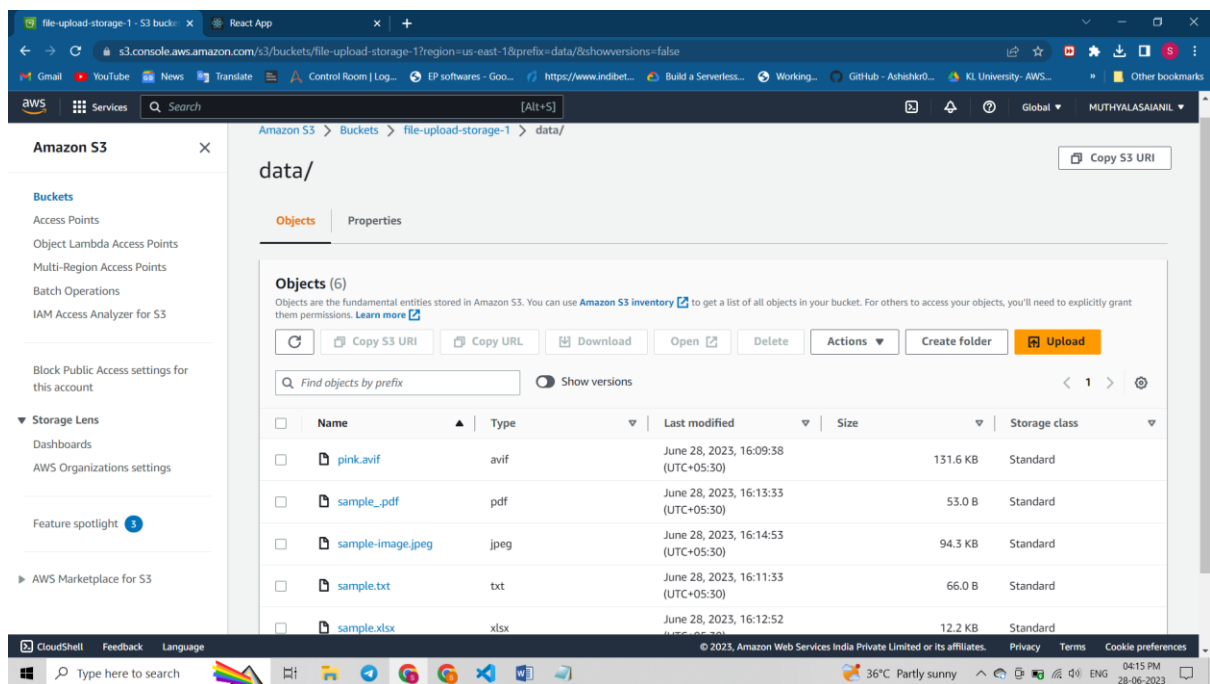 file-upload-storage-1 - S3 bucke
React App
s3.console.aws.amazon.com/s3/buckets/file-upload-storage-1?region=us-east-1&prefix=data/&showversions=false
S
Gmail YouTube News Translate Control Room | Log... EP softwares - Goo... https://www.indibet... Build a Serverless... Working... GitHub - Ashishkr0... KL University- AWS... » Other bookmarks
aws Services Search [Alt+S] Global MUTHYALASAIANIL
Amazon S3
Buckets
Access Points
Object Lambda Access Points
Multi-Region Access Points
Batch Operations
IAM Access Analyzer for S3
Block Public Access settings for
this account
Storage Lens
Dashboards
AWS Organizations settings
Feature spotlight 3
AWS Marketplace for S3
Amazon S3 > Buckets > file-upload-storage-1 > data/
data/
Copy S3 URI
Objects Properties
Objects (6)
Objects are the fundamental entities stored in Amazon S3. You can use Amazon S3 inventory to get a list of all objects in your bucket. For others to access your objects, you'll need to explicitly grant
them permissions. Learn more
Copy S3 URI Copy URL Download Open Delete Actions Create folder Upload
Find objects by prefix Show versions < 1 >
Name Type Last modified Size Storage class
pink.avif avif June 28, 2023, 16:09:38 (UTC+05:30) 131.6 KB Standard
sample_.pdf pdf June 28, 2023, 16:13:33 (UTC+05:30) 53.0 B Standard
sample-image.jpeg jpeg June 28, 2023, 16:14:53 (UTC+05:30) 94.3 KB Standard
sample.txt txt June 28, 2023, 16:11:33 (UTC+05:30) 66.0 B Standard
sample.xlsx xlsx June 28, 2023, 16:12:52 12.2 KB Standard
CloudShell Feedback Language © 2023, Amazon Web Services India Private Limited or its affiliates. Privacy Terms Cookie preferences
Type here to search 36°C Partly sunny ENG 04:15 PM
28-06-2023